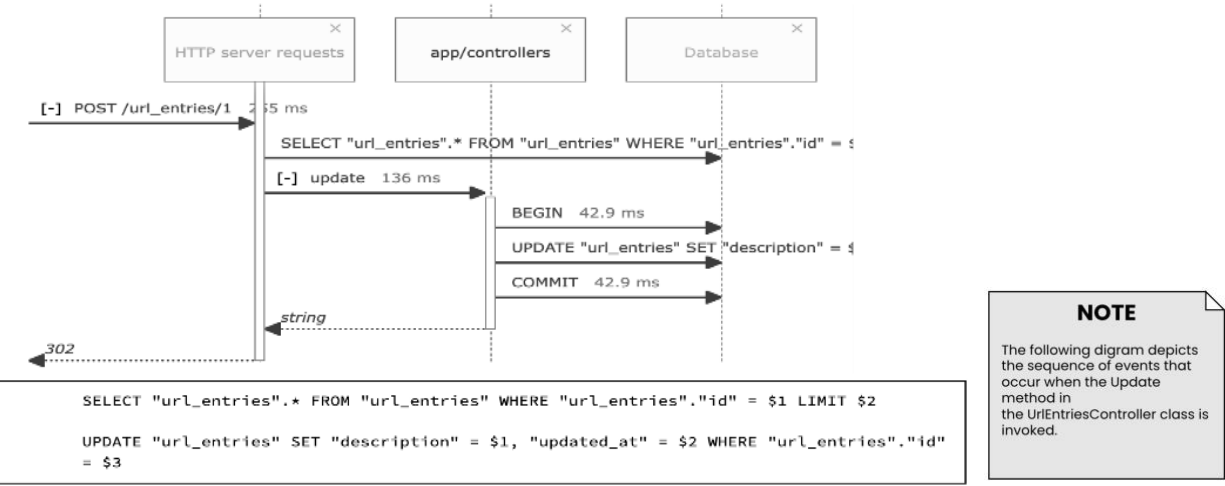 HTTP server requests
app/controllers
Database
[-] POST /url_entries/1 255 ms
SELECT "url_entries".* FROM "url_entries" WHERE "url_entries"."id" = $
[-] update 136 ms
BEGIN 42.9 ms
UPDATE "url_entries" SET "description" = $
COMMIT 42.9 ms
string
302
SELECT "url_entries".* FROM "url_entries" WHERE "url_entries"."id" = $1 LIMIT $2
UPDATE "url_entries" SET "description" = $1, "updated_at" = $2 WHERE "url_entries"."id"
= $3
NOTE
The following digram depicts
the sequence of events that
occur when the Update
method in
the UrlEntriesController class is
invoked.